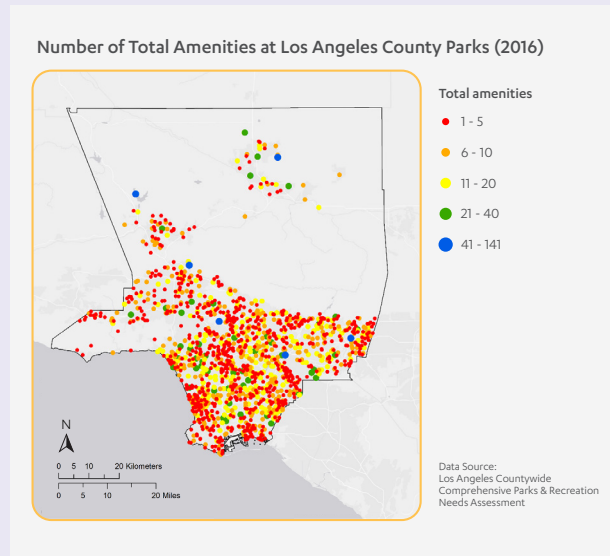 Number of Total Amenities at Los Angeles County Parks (2016)
Total amenities
1 - 5
6 - 10
11 - 20
21 - 40
41 - 141
N
0 5 10 20 Kilometers
0 5 10 20 Miles
Data Source:
Los Angeles Countywide
Comprehensive Parks & Recreation
Needs Assessment